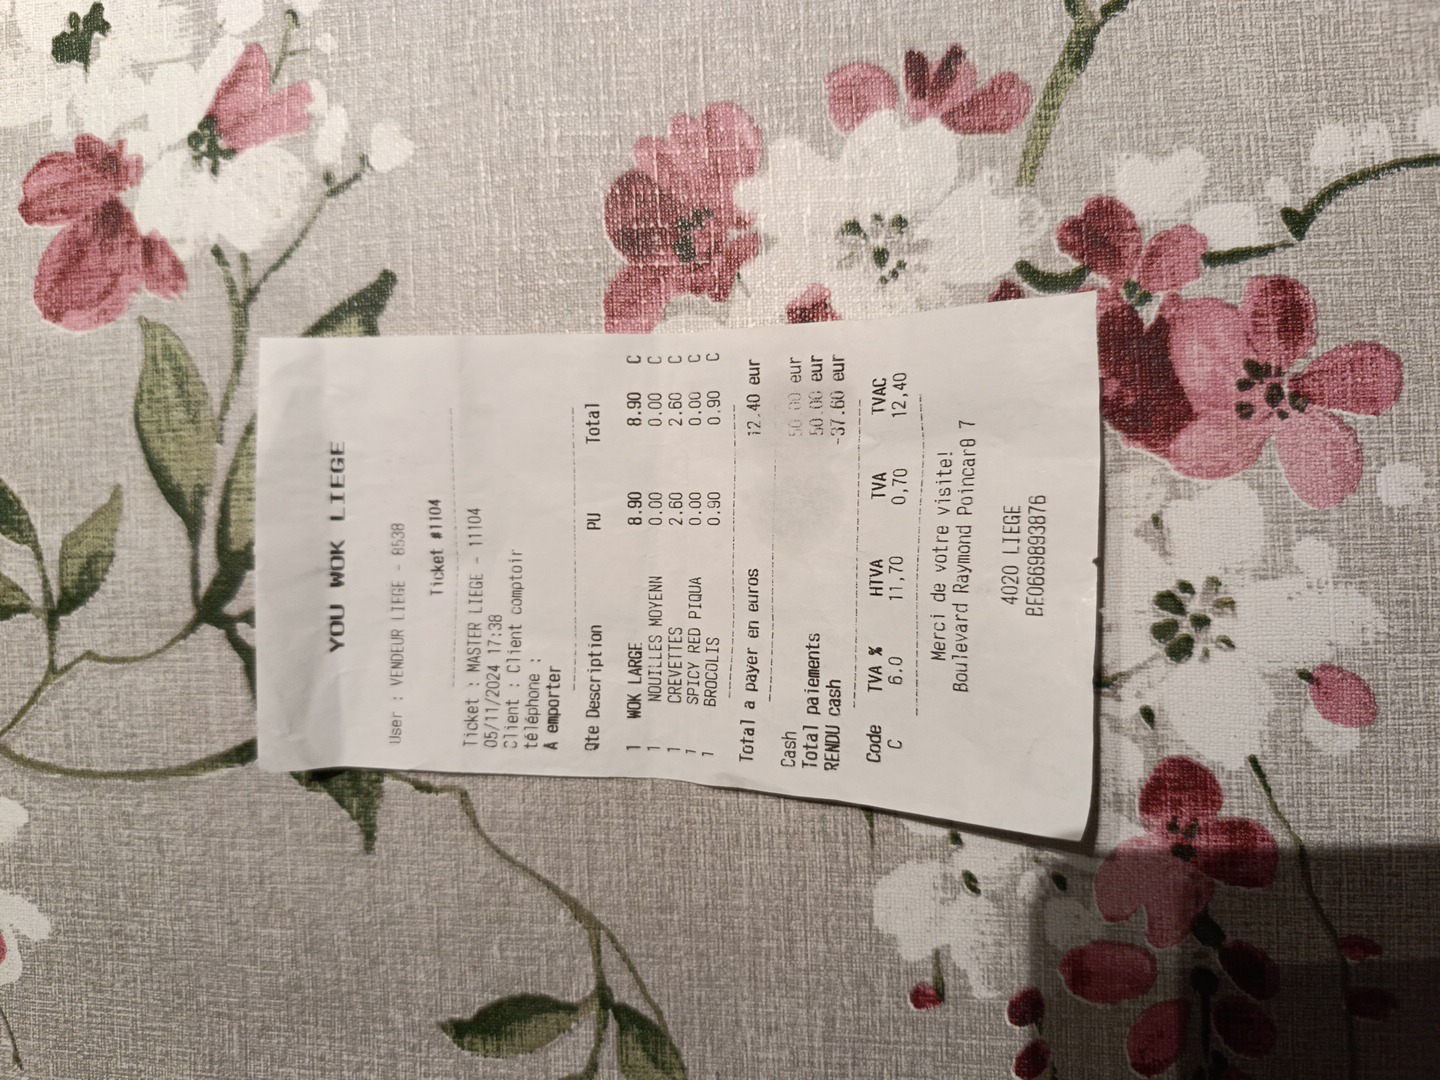 YOU WOK LIEGE
User : VENDEUR LIEGE - 8538
Ticket #1104
Ticket : MASTER LIEGE - 11104
05/11/2024 17:38
Client : Client comptoir
téléphone :
A emporter
Qte Description PU Total
1 WOK LARGE 8.90 8.90 C
1 NOUILLES MOYENN 0.00 0.00 C
1 CREVETTES 2.60 2.60 C
1 SPICY RED PIQUA 0.00 0.00 C
1 BROCOLIS 0.90 0.90 C
Total a payer en euros 12.40 eur
Cash 50.00 eur
Total paiements 50.00 eur
RENDU cash -37.60 eur
Code TVA % HTVA TVA TVAC
C 6.0 11,70 0,70 12,40
Merci de votre visite!
Boulevard Raymond Poincarθ 7
4020 LIEGE
BE0669893876